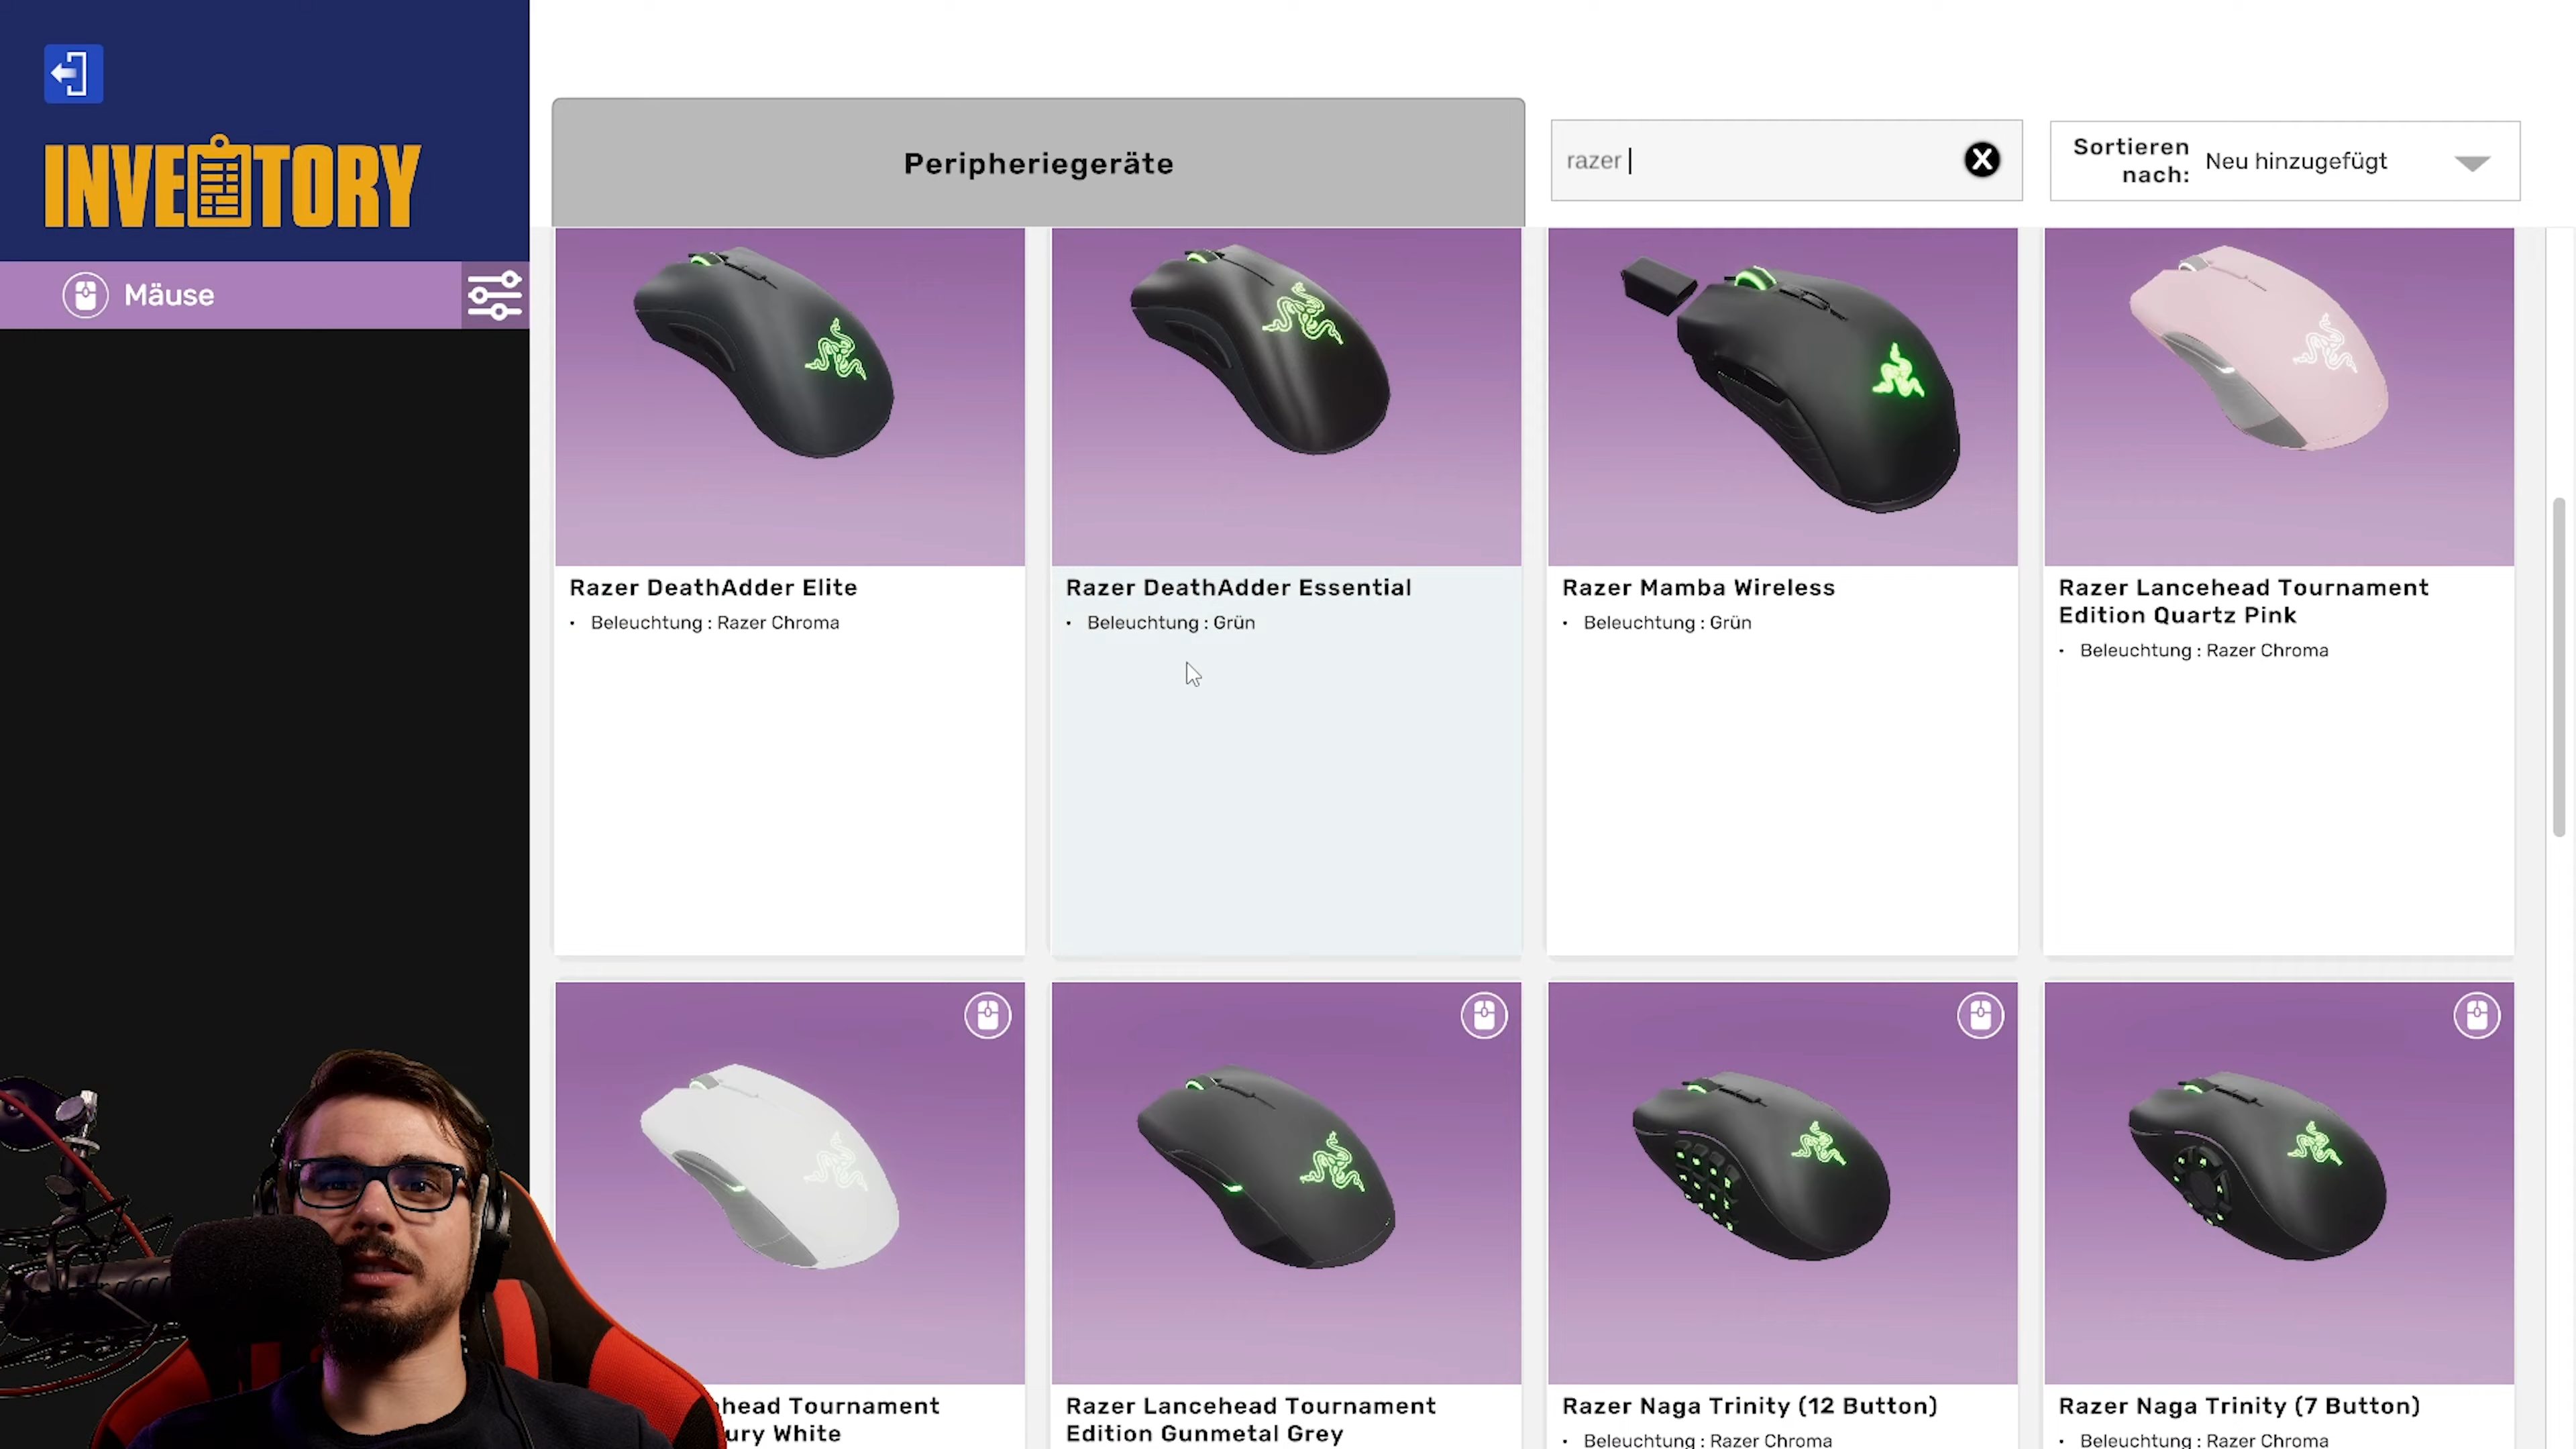 INVENTORY
Mäuse
Peripheriegeräte
razer
X
Sortieren
nach:
Neu hinzugefügt
Razer DeathAdder Elite
• Beleuchtung : Razer Chroma
Razer DeathAdder Essential
• Beleuchtung : Grün
Razer Mamba Wireless
• Beleuchtung : Grün
Razer Lancehead Tournament
Edition Quartz Pink
• Beleuchtung : Razer Chroma
head Tournament
ury White
Razer Lancehead Tournament
Edition Gunmetal Grey
Razer Naga Trinity (12 Button)
• Beleuchtung : Razer Chroma
Razer Naga Trinity (7 Button)
• Beleuchtung : Razer Chroma